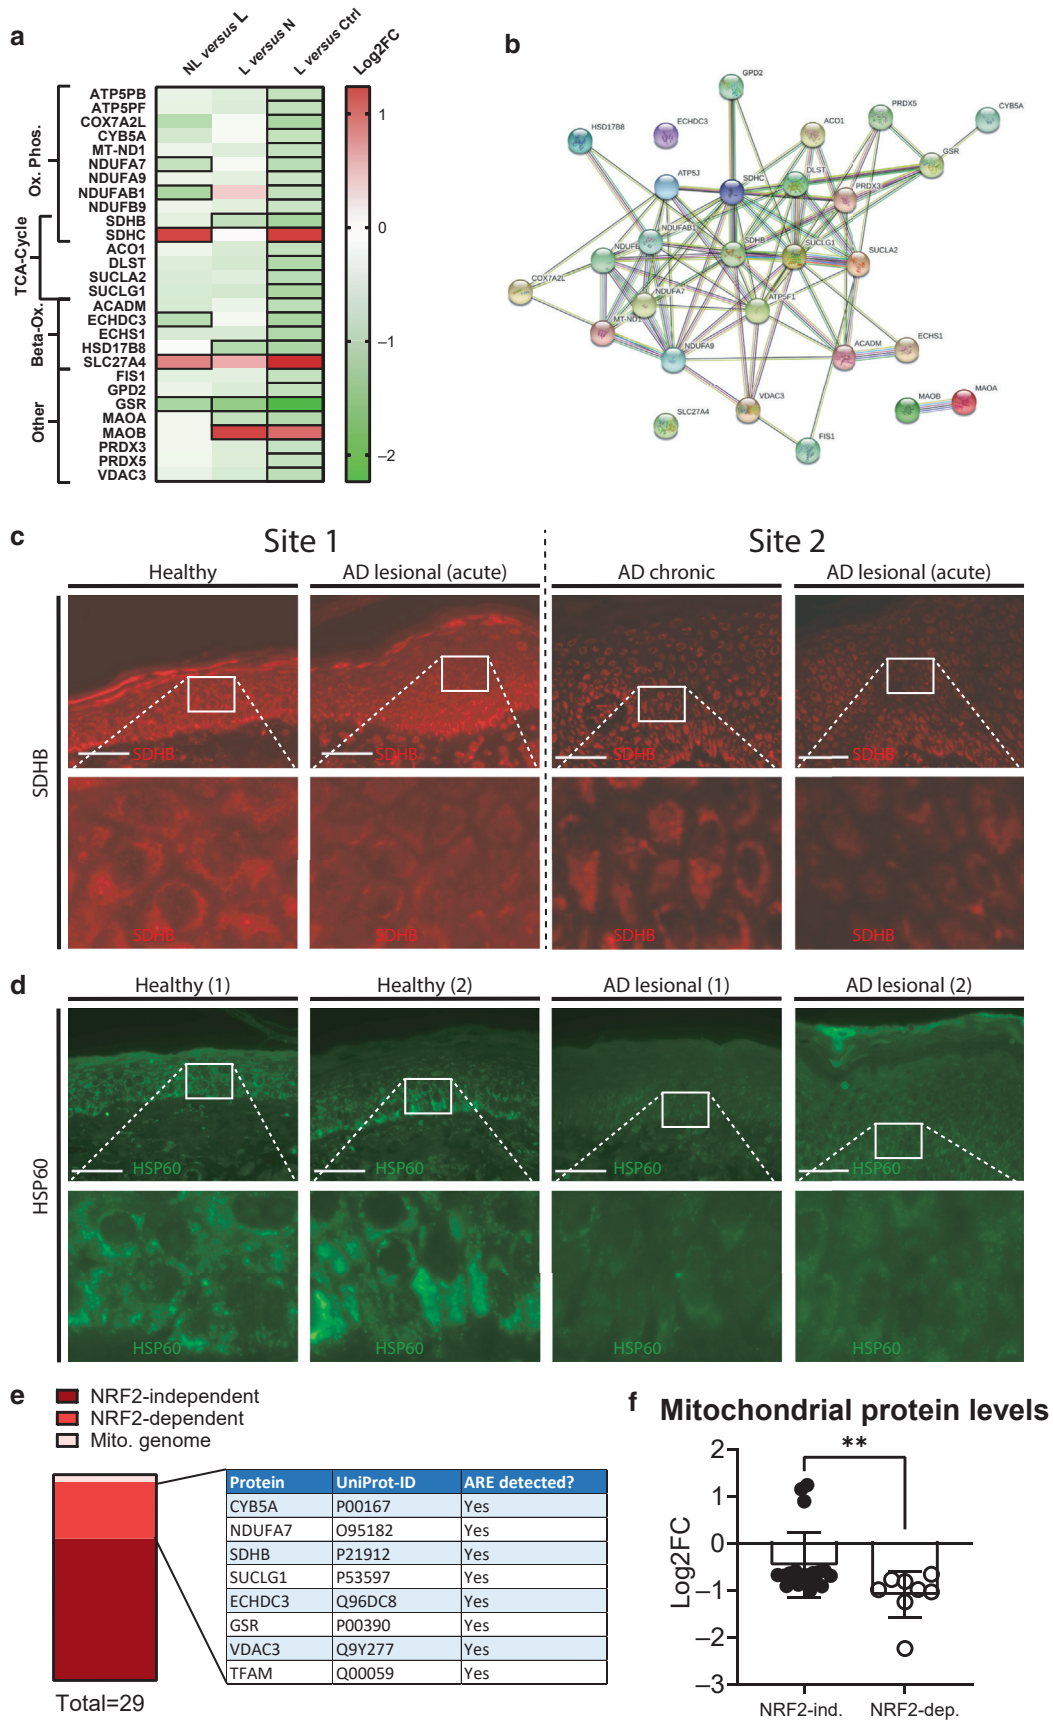 a
NL versus L
L versus N
L versus Ctrl
Log2FC
Ox. Phos.
TCA-Cycle
Beta-Ox.
Other
ATP5PB
ATP5PF
COX7A2L
CYB5A
MT-ND1
NDUFA7
NDUFA9
NDUFAB1
NDUFB9
SDHB
SDHC
ACO1
DLST
SUCLA2
SUCLG1
ACADM
ECHDC3
ECHS1
HSD17B8
SLC27A4
FIS1
GPD2
GSR
MAOA
MAOB
PRDX3
PRDX5
VDAC3
1
0
−1
−2
b
GPD2
PRDX5
CYB5A
HSD17B8
ECHDC3
ACO1
GSR
ATP5J
SDHC
DLST
PRDX3
NDUFAB1
SDHB
SUCLG1
SUCLA2
COX7A2L
NDUFA7
ATP5F1
MT-ND1
NDUFA9
ACADM
ECHS1
VDAC3
MAOB
MAOA
SLC27A4
FIS1
c
Site 1
Site 2
Healthy
AD lesional (acute)
AD chronic
AD lesional (acute)
SDHB
SDHB
SDHB
SDHB
SDHB
SDHB
SDHB
SDHB
SDHB
d
Healthy (1)
Healthy (2)
AD lesional (1)
AD lesional (2)
HSP60
HSP60
HSP60
HSP60
HSP60
HSP60
HSP60
HSP60
HSP60
e
NRF2-independent
NRF2-dependent
Mito. genome
Total=29
Protein UniProt-ID ARE detected?
CYB5A P00167 Yes
NDUFA7 O95182 Yes
SDHB P21912 Yes
SUCLG1 P53597 Yes
ECHDC3 Q96DC8 Yes
GSR P00390 Yes
VDAC3 Q9Y277 Yes
TFAM Q00059 Yes
f
Mitochondrial protein levels
**
Log2FC
2
1
0
−1
−2
−3
NRF2-ind.
NRF2-dep.